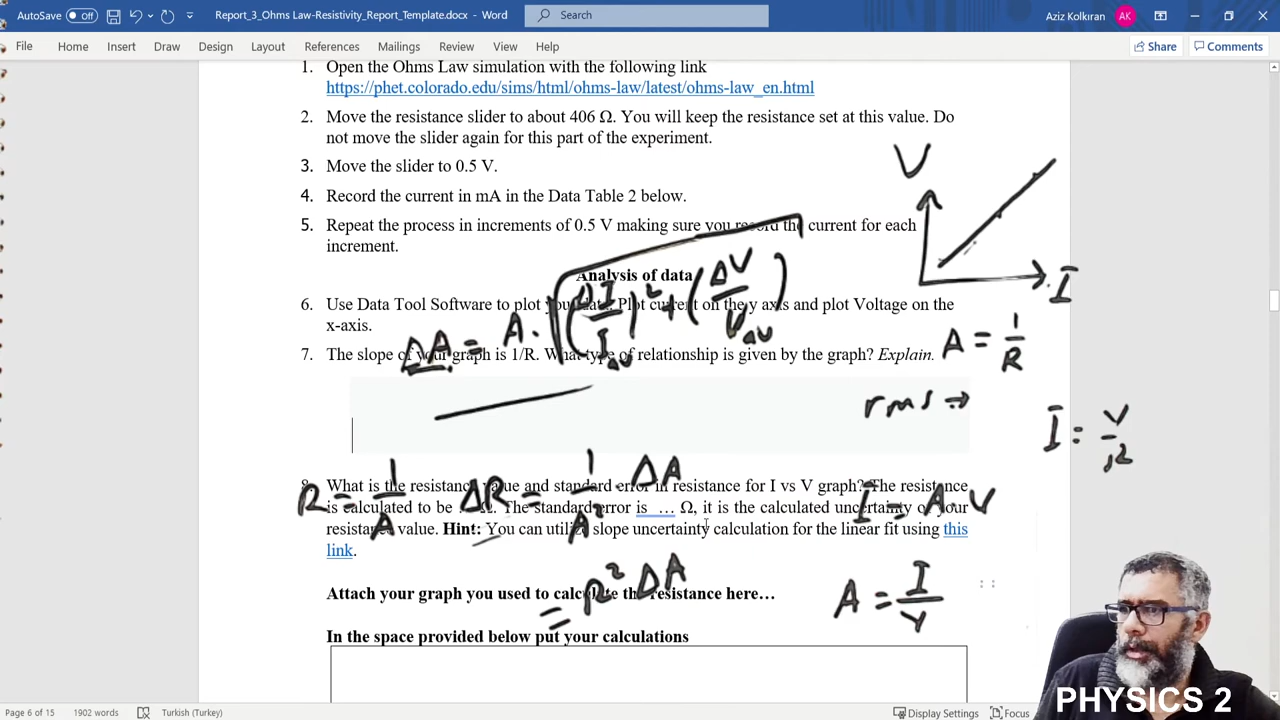 AutoSave Off Report_3_Ohms Law-Resistivity_Report_Template.docx - Word Search Aziz Kolkıran AK
File Home Insert Draw Design Layout References Mailings Review View Help Share Comments
1. Open the Ohms Law simulation with the following link
https://phet.colorado.edu/sims/html/ohms-law/latest/ohms-law_en.html
2. Move the resistance slider to about 406 Ω. You will keep the resistance set at this value. Do
not move the slider again for this part of the experiment.
3. Move the slider to 0.5 V.
4. Record the current in mA in the Data Table 2 below.
5. Repeat the process in increments of 0.5 V making sure you record the current for each
increment.
V
I
Analysis of data
6. Use Data Tool Software to plot your data. Plot current on the y axis and plot Voltage on the
x-axis.
ΔA = A · √((ΔI/I_av)² + (ΔV/V_av)
7. The slope of your graph is 1/R. What type of relationship is given by the graph? Explain.
A = 1/R
rms →
I = V/R
8. What is the resistance value and standard error in resistance for I vs V graph? The resistance
is calculated to be … Ω. The standard error is … Ω, it is the calculated uncertainty of your
resistance value. Hint: You can utilize slope uncertainty calculation for the linear fit using this
link.
R = 1/A ΔR = 1/A² ΔA
I = A · V
= R² ΔA
A = I/V
Attach your graph you used to calculate the resistance here…
In the space provided below put your calculations
PHYSICS 2
Page 6 of 15 1902 words Turkish (Turkey) Display Settings Focus